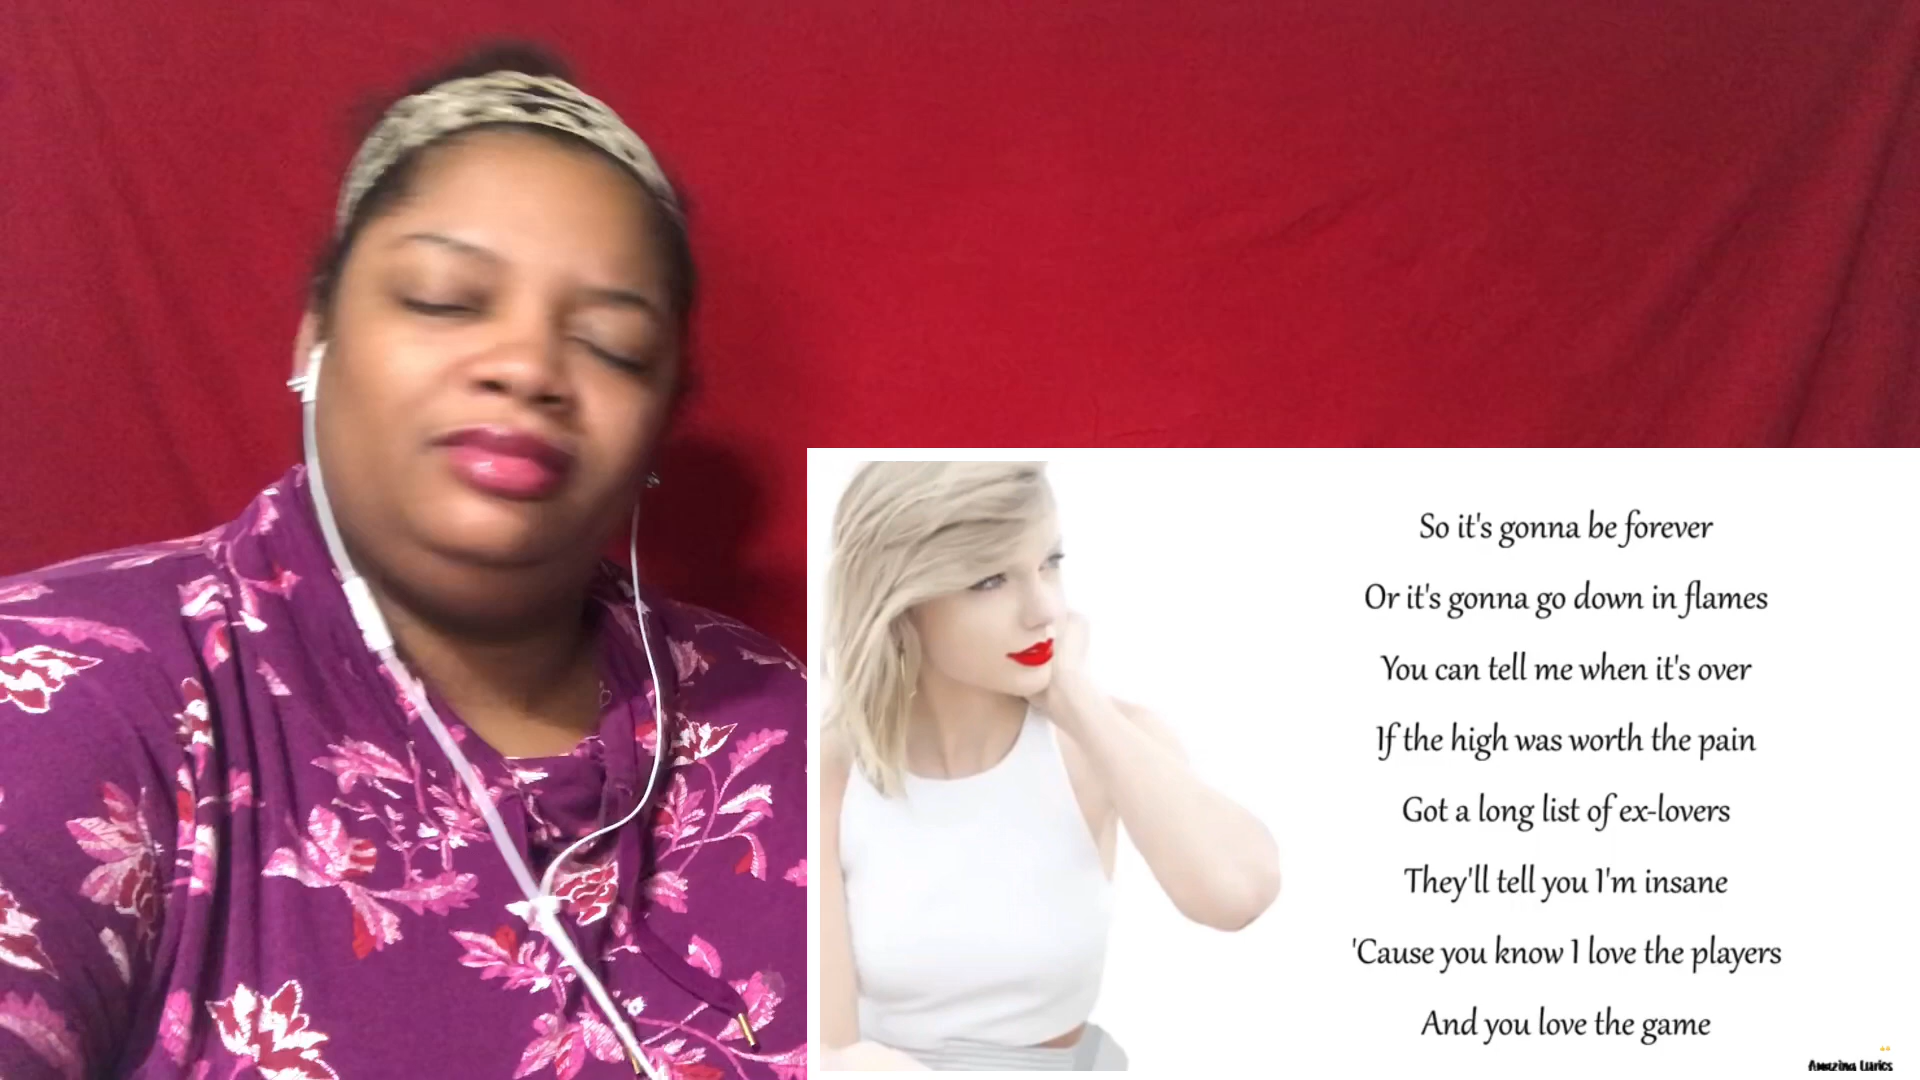 So it's gonna be forever
Or it's gonna go down in flames
You can tell me when it's over
If the high was worth the pain
Got a long list of ex-lovers
They'll tell you I'm insane
'Cause you know I love the players
And you love the game
Amazing Lyrics